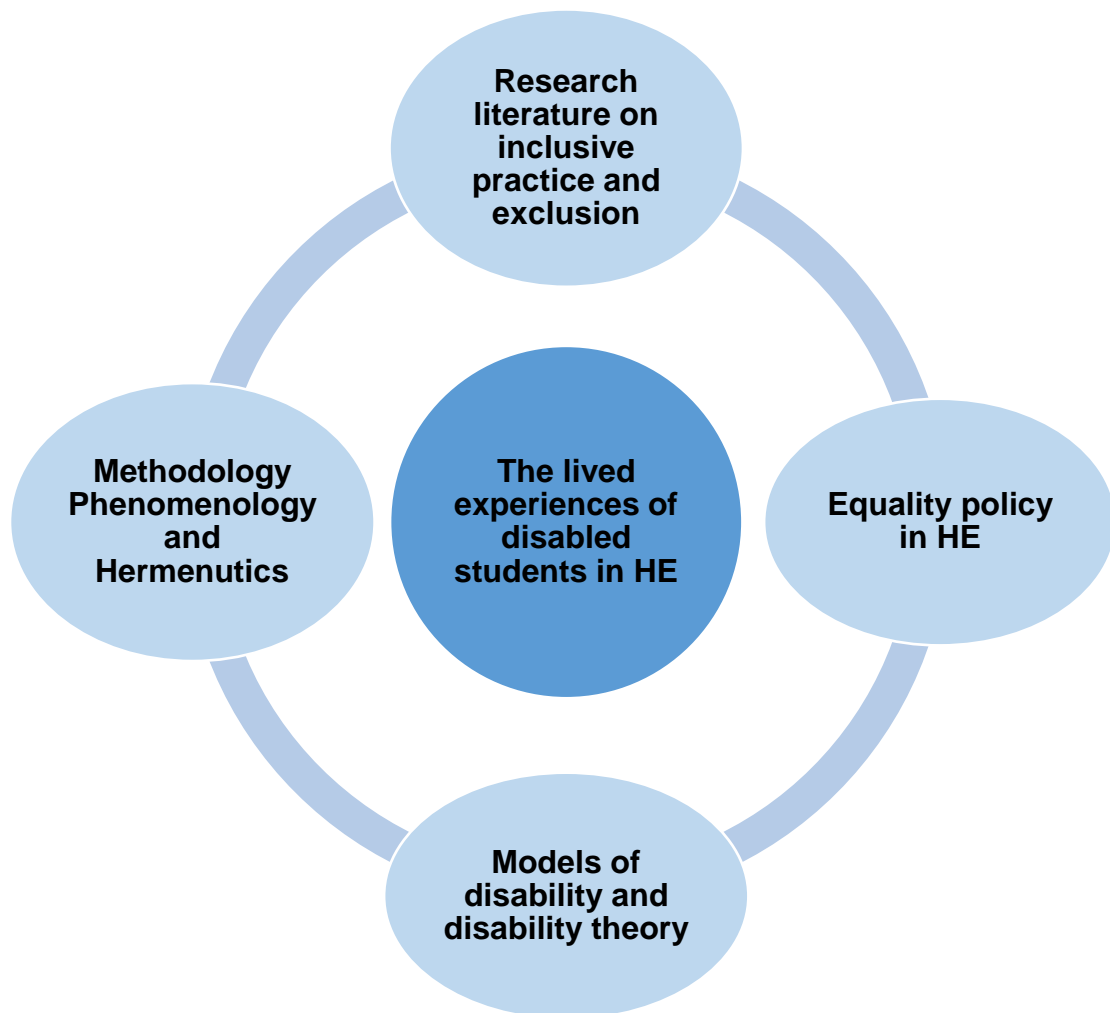 Research
literature on
inclusive
practice and
exclusion
Methodology
Phenomenology
and
Hermenutics
The lived
experiences of
disabled
students in HE
Equality policy
in HE
Models of
disability and
disability theory